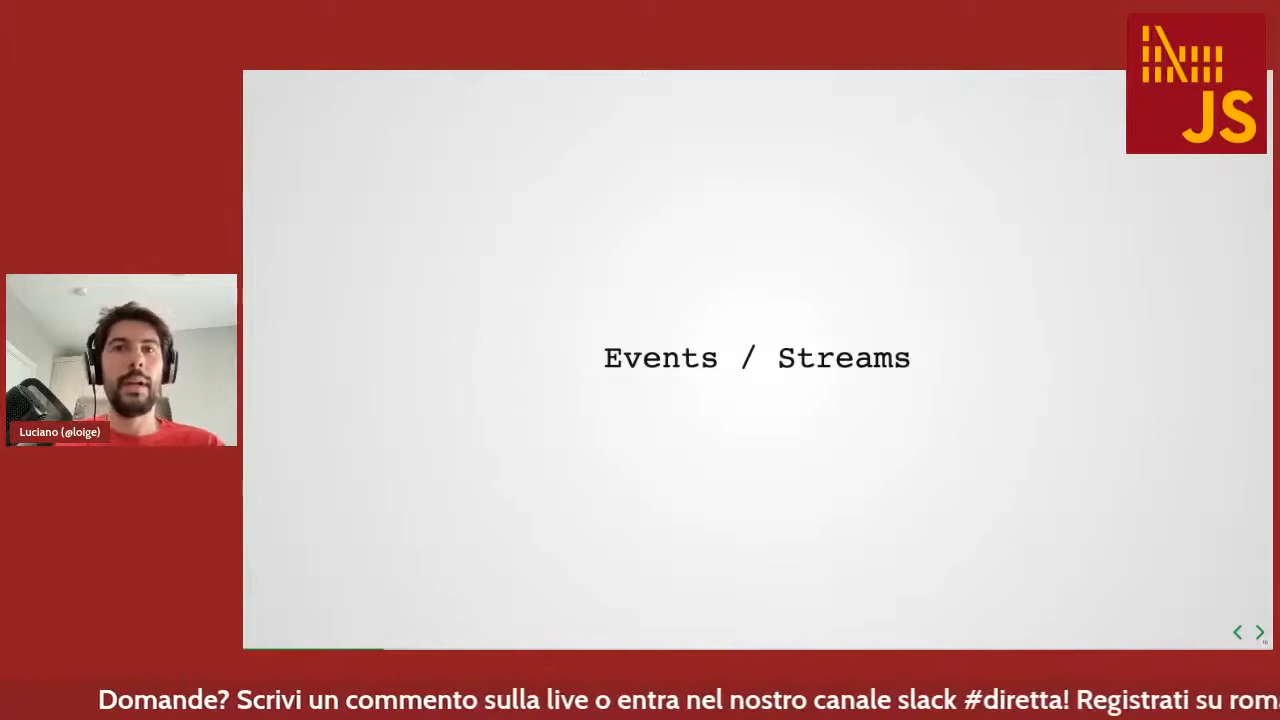 JS
Events / Streams
Luciano (@loige)
10
Domande? Scrivi un commento sulla live o entra nel nostro canale slack #diretta! Registrati su rom